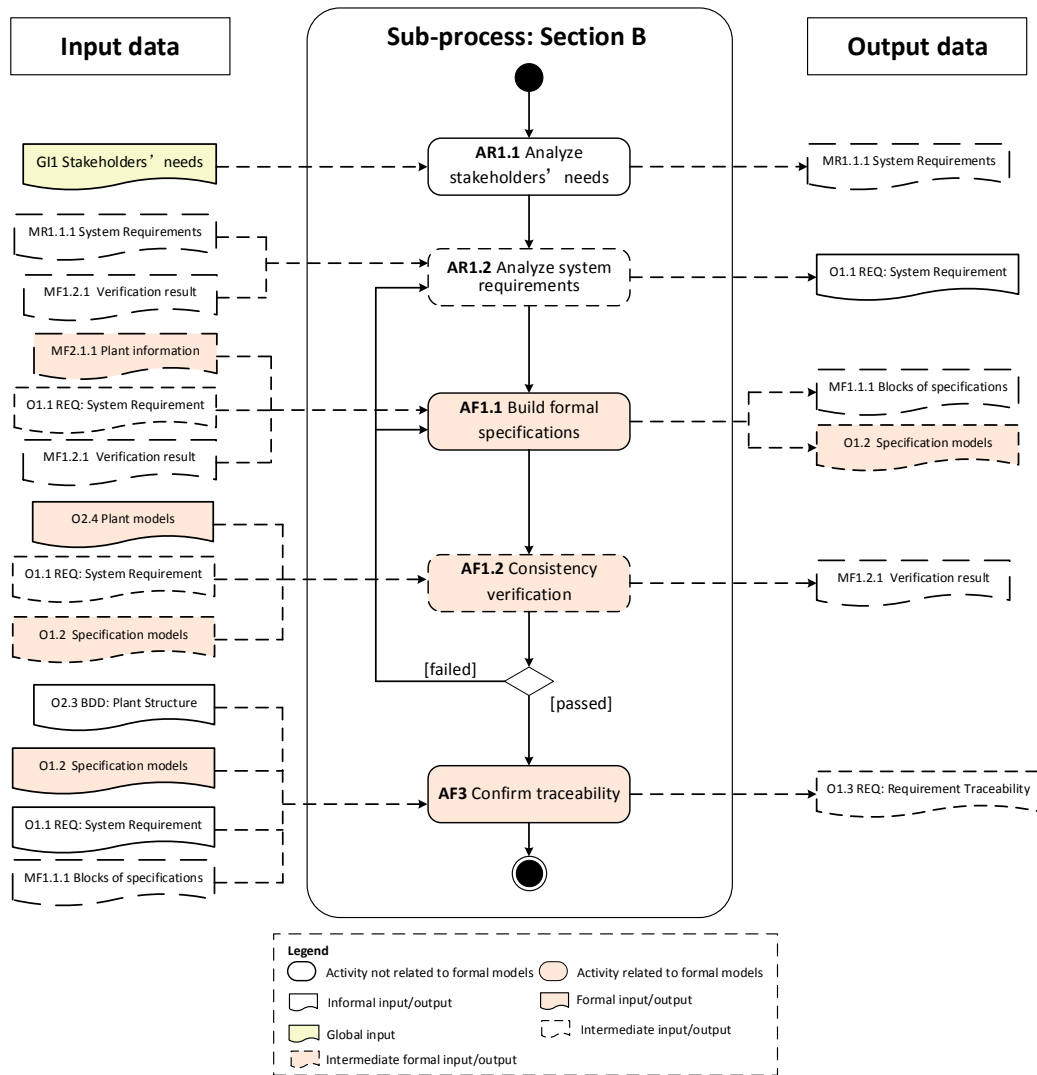 Input data
Sub-process: Section B
Output data
GI1 Stakeholders’ needs
AR1.1 Analyze
stakeholders’ needs
MR1.1.1 System Requirements
MR1.1.1 System Requirements
MF1.2.1 Verification result
AR1.2 Analyze system
requirements
O1.1 REQ: System Requirement
MF2.1.1 Plant information
O1.1 REQ: System Requirement
MF1.2.1 Verification result
AF1.1 Build formal
specifications
MF1.1.1 Blocks of specifications
O1.2 Specification models
O2.4 Plant models
O1.1 REQ: System Requirement
O1.2 Specification models
AF1.2 Consistency
verification
MF1.2.1 Verification result
[failed]
[passed]
O2.3 BDD: Plant Structure
O1.2 Specification models
O1.1 REQ: System Requirement
MF1.1.1 Blocks of specifications
AF3 Confirm traceability
O1.3 REQ: Requirement Traceability
Legend
Activity not related to formal models
Activity related to formal models
Informal input/output
Formal input/output
Global input
Intermediate input/output
Intermediate formal input/output